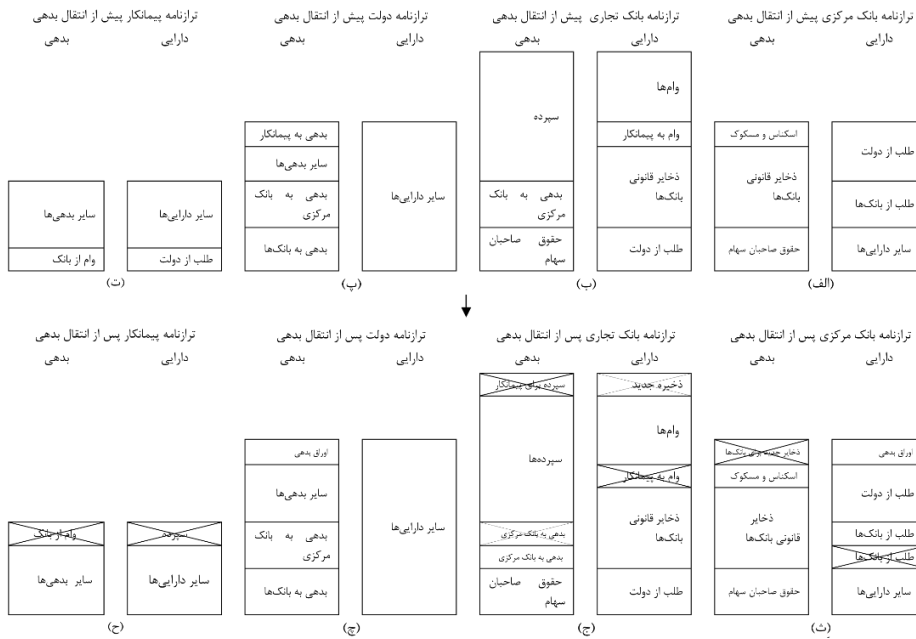 ترازنامه بانک مرکزی پیش از انتقال بدهی
دارایی
بدهی
طلب از دولت
طلب از بانک‌ها
سایر دارایی‌ها
اسکناس و مسکوک
ذخایر قانونی
بانک‌ها
حقوق صاحبان سهام
(الف)
ترازنامه بانک تجاری پیش از انتقال بدهی
دارایی
بدهی
وام‌ها
وام به پیمانکار
ذخایر قانونی
بانک‌ها
طلب از دولت
سپرده
بدهی به بانک
مرکزی
حقوق صاحبان
سهام
(ب)
ترازنامه دولت پیش از انتقال بدهی
دارایی
بدهی
سایر دارایی‌ها
بدهی به پیمانکار
سایر بدهی‌ها
بدهی به بانک
مرکزی
بدهی به بانک‌ها
(پ)
ترازنامه پیمانکار پیش از انتقال بدهی
دارایی
بدهی
سایر دارایی‌ها
طلب از دولت
سایر بدهی‌ها
وام از بانک
(ت)
ترازنامه بانک مرکزی پس از انتقال بدهی
دارایی
بدهی
اوراق بدهی
طلب از دولت
طلب از بانک‌ها
طلب از بانک‌ها
سایر دارایی‌ها
ذخایر جدید برای بانک‌ها
اسکناس و مسکوک
ذخایر
قانونی بانک‌ها
حقوق صاحبان سهام
(ث)
ترازنامه بانک تجاری پس از انتقال بدهی
دارایی
بدهی
ذخیره جدید
وام‌ها
وام به پیمانکار
ذخایر قانونی
بانک‌ها
طلب از دولت
سپرده برای پیمانکار
سپرده‌ها
بدهی به بانک مرکزی
بدهی به بانک مرکزی
حقوق صاحبان
سهام
(ج)
ترازنامه دولت پس از انتقال بدهی
دارایی
بدهی
سایر دارایی‌ها
اوراق بدهی
سایر بدهی‌ها
بدهی به بانک
مرکزی
بدهی به بانک‌ها
(چ)
ترازنامه پیمانکار پس از انتقال بدهی
دارایی
بدهی
سپرده
سایر دارایی‌ها
وام از بانک
سایر بدهی‌ها
(ح)